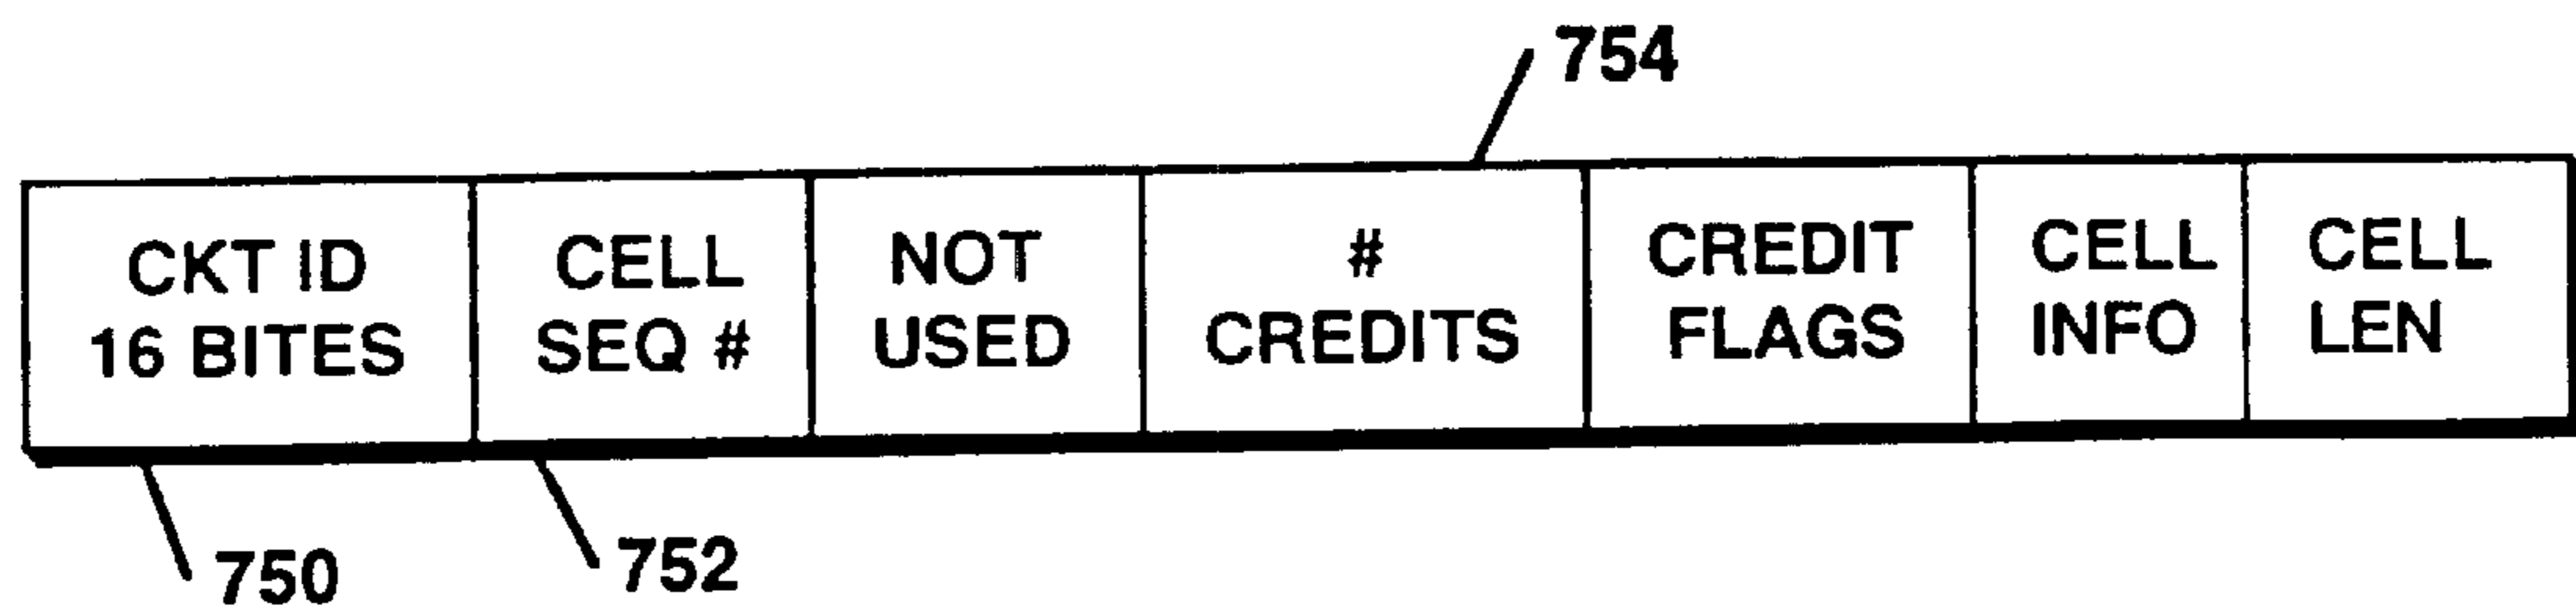 754
CKT ID
16 BITES
CELL
SEQ #
NOT
USED
#
CREDITS
CREDIT
FLAGS
CELL
INFO
CELL
LEN
750
752